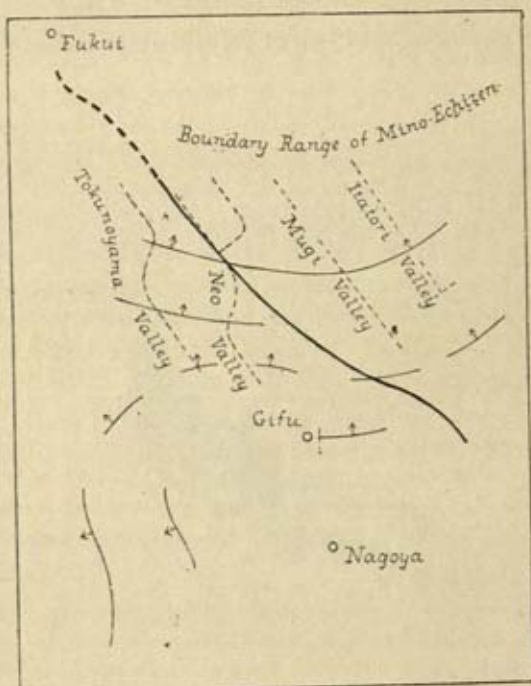 Fukui
Boundary Range of Mino-Echizen
Tokunoyama
Valley
Neo
Valley
Mugi
Valley
Itatori
Valley
Gifu
Nagoya